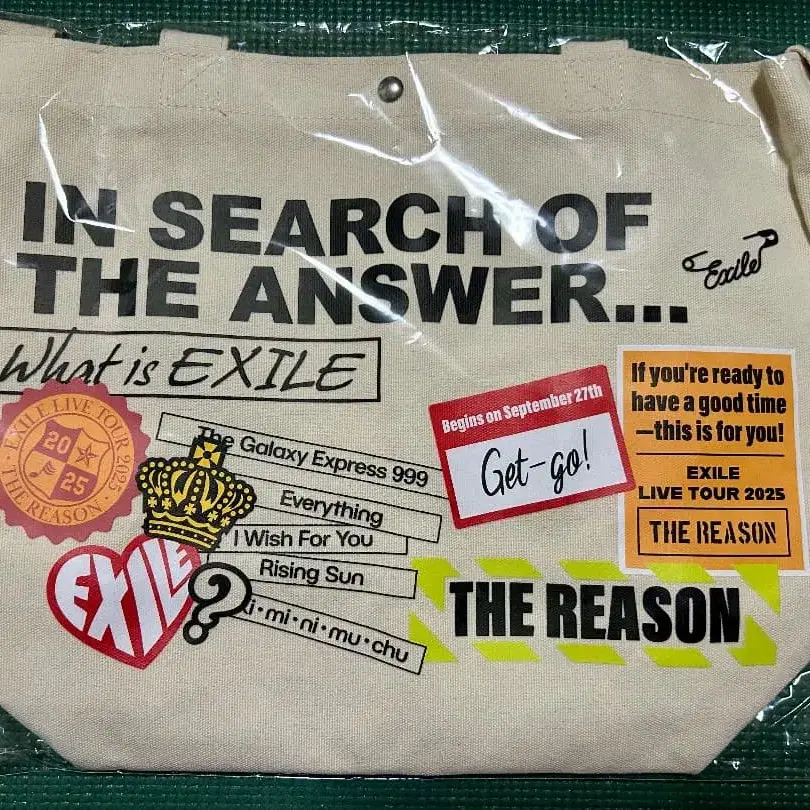 IN SEARCH OF
THE ANSWER...
Exile
What is EXILE
EXILE LIVE TOUR 2025
20
25
THE REASON
The Galaxy Express 999
Everything
I Wish For You
Rising Sun
i・mi・ni・mu・chu
EXILE
?
Begins on September 27th
Get-go!
If you're ready to
have a good time
—this is for you!
EXILE
LIVE TOUR 2025
THE REASON
THE REASON